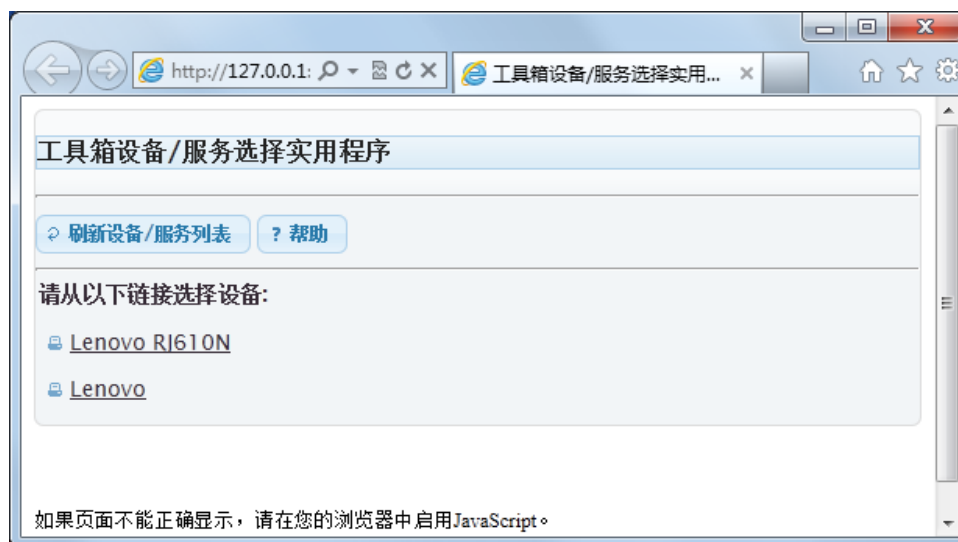 http://127.0.0.1:
工具箱设备/服务选择实用...
工具箱设备/服务选择实用程序
刷新设备/服务列表
? 帮助
请从以下链接选择设备:
Lenovo RJ610N
Lenovo
如果页面不能正确显示，请在您的浏览器中启用JavaScript。